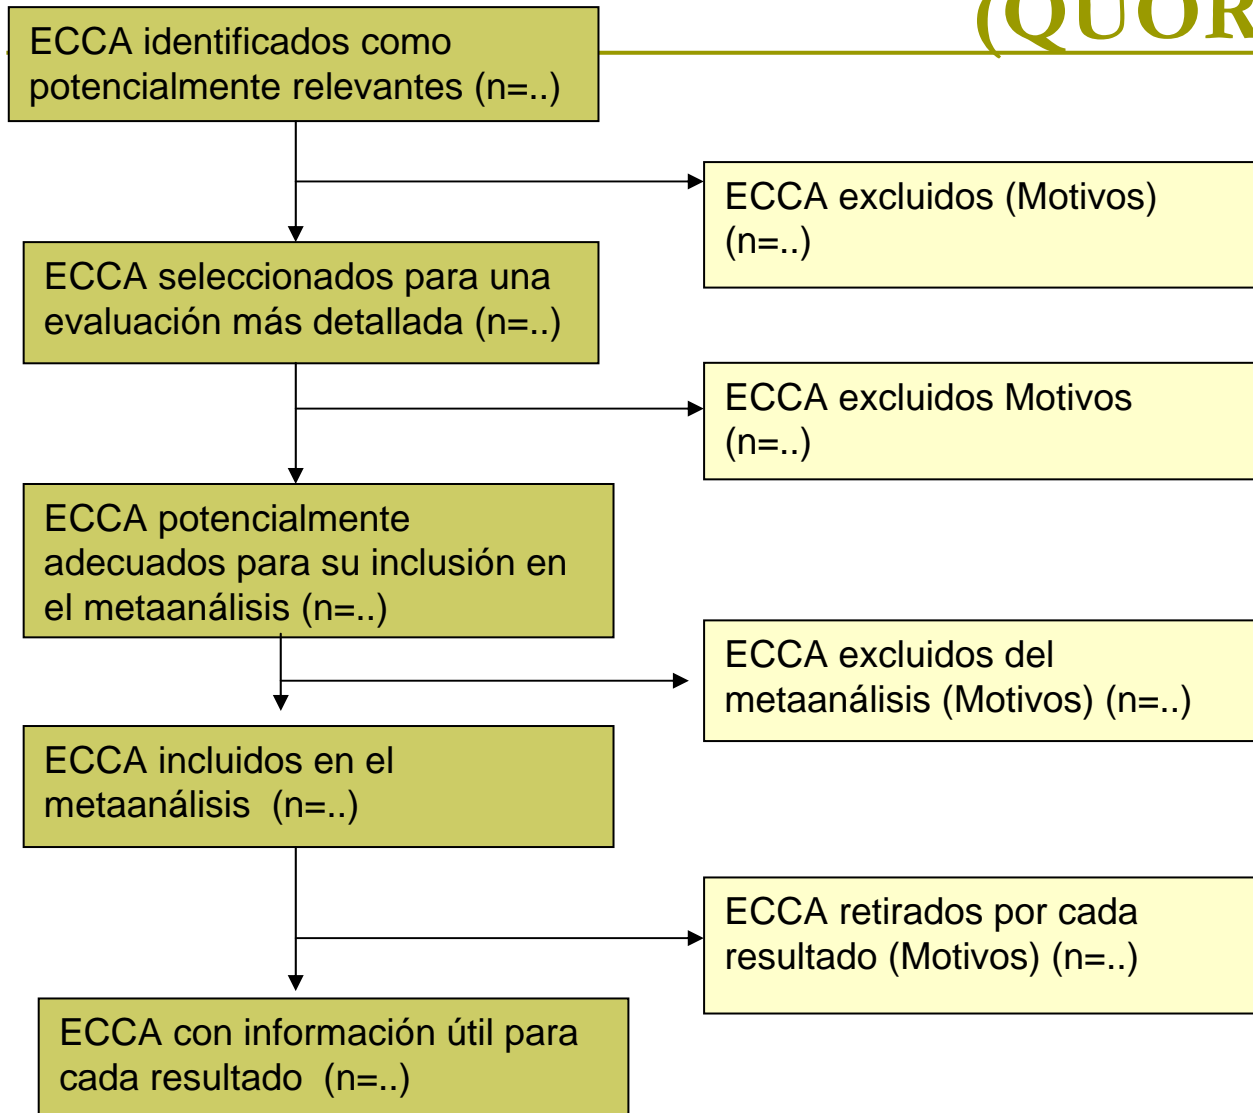 (QUOR
ECCA identificados como
potencialmente relevantes (n=..)
ECCA excluidos (Motivos)
(n=..)
ECCA seleccionados para una
evaluación más detallada (n=..)
ECCA excluidos Motivos
(n=..)
ECCA potencialmente
adecuados para su inclusión en
el metaanálisis (n=..)
ECCA excluidos del
metaanálisis (Motivos) (n=..)
ECCA incluidos en el
metaanálisis  (n=..)
ECCA retirados por cada
resultado (Motivos) (n=..)
ECCA con información útil para
cada resultado  (n=..)